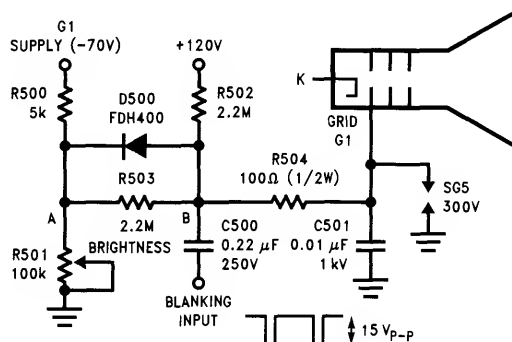 G1
SUPPLY (−70V)
+120V
R500
5k
D500
FDH400
R502
2.2M
K
GRID
G1
R504
100Ω (1/2W)
SG5
300V
R503
2.2M
A
B
R501
100k
BRIGHTNESS
C500
0.22 μF
250V
C501
0.01 μF
1 kV
BLANKING
INPUT
15 VP-P